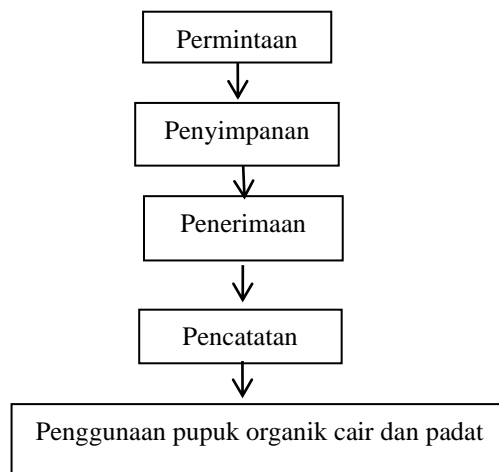 Permintaan
Penyimpanan
Penerimaan
Pencatatan
Penggunaan pupuk organik cair dan padat